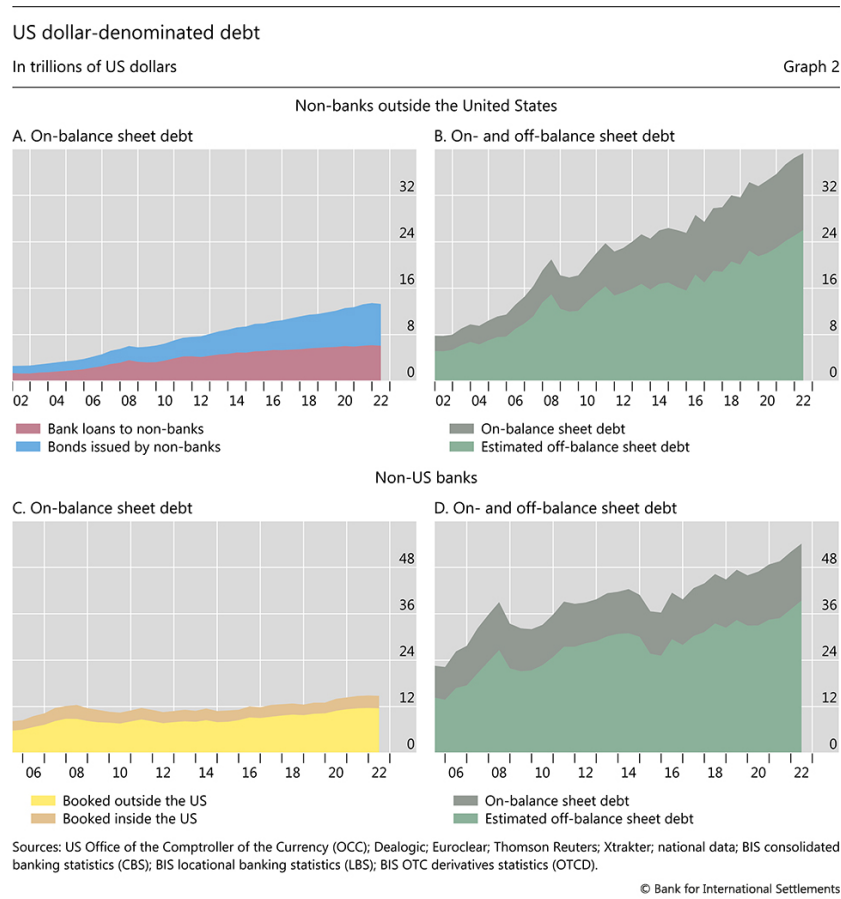 US dollar-denominated debt
In trillions of US dollars Graph 2
Non-banks outside the United States
A. On-balance sheet debt
32
24
16
8
0
02 04 06 08 10 12 14 16 18 20 22
Bank loans to non-banks
Bonds issued by non-banks
B. On- and off-balance sheet debt
32
24
16
8
0
02 04 06 08 10 12 14 16 18 20 22
On-balance sheet debt
Estimated off-balance sheet debt
Non-US banks
C. On-balance sheet debt
48
36
24
12
0
06 08 10 12 14 16 18 20 22
Booked outside the US
Booked inside the US
D. On- and off-balance sheet debt
48
36
24
12
0
06 08 10 12 14 16 18 20 22
On-balance sheet debt
Estimated off-balance sheet debt
Sources: US Office of the Comptroller of the Currency (OCC); Dealogic; Euroclear; Thomson Reuters; Xtrakter; national data; BIS consolidated
banking statistics (CBS); BIS locational banking statistics (LBS); BIS OTC derivatives statistics (OTCD).
© Bank for International Settlements